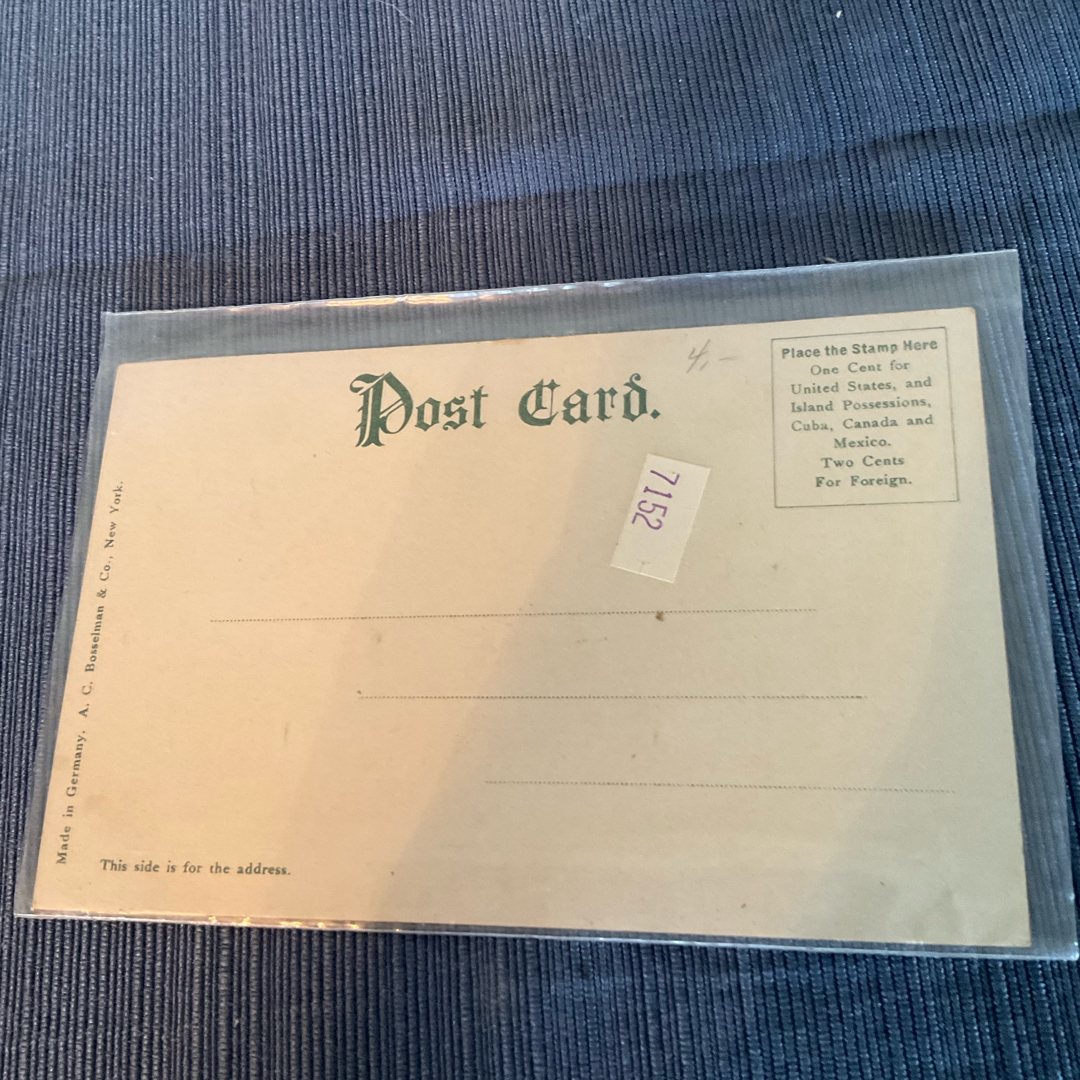 Post Card.
4,-
Place the Stamp Here
One Cent for
United States, and
Island Possessions,
Cuba, Canada and
Mexico.
Two Cents
For Foreign.
7152
Made in Germany, A. C. Bosselman & Co., New York.
This side is for the address.